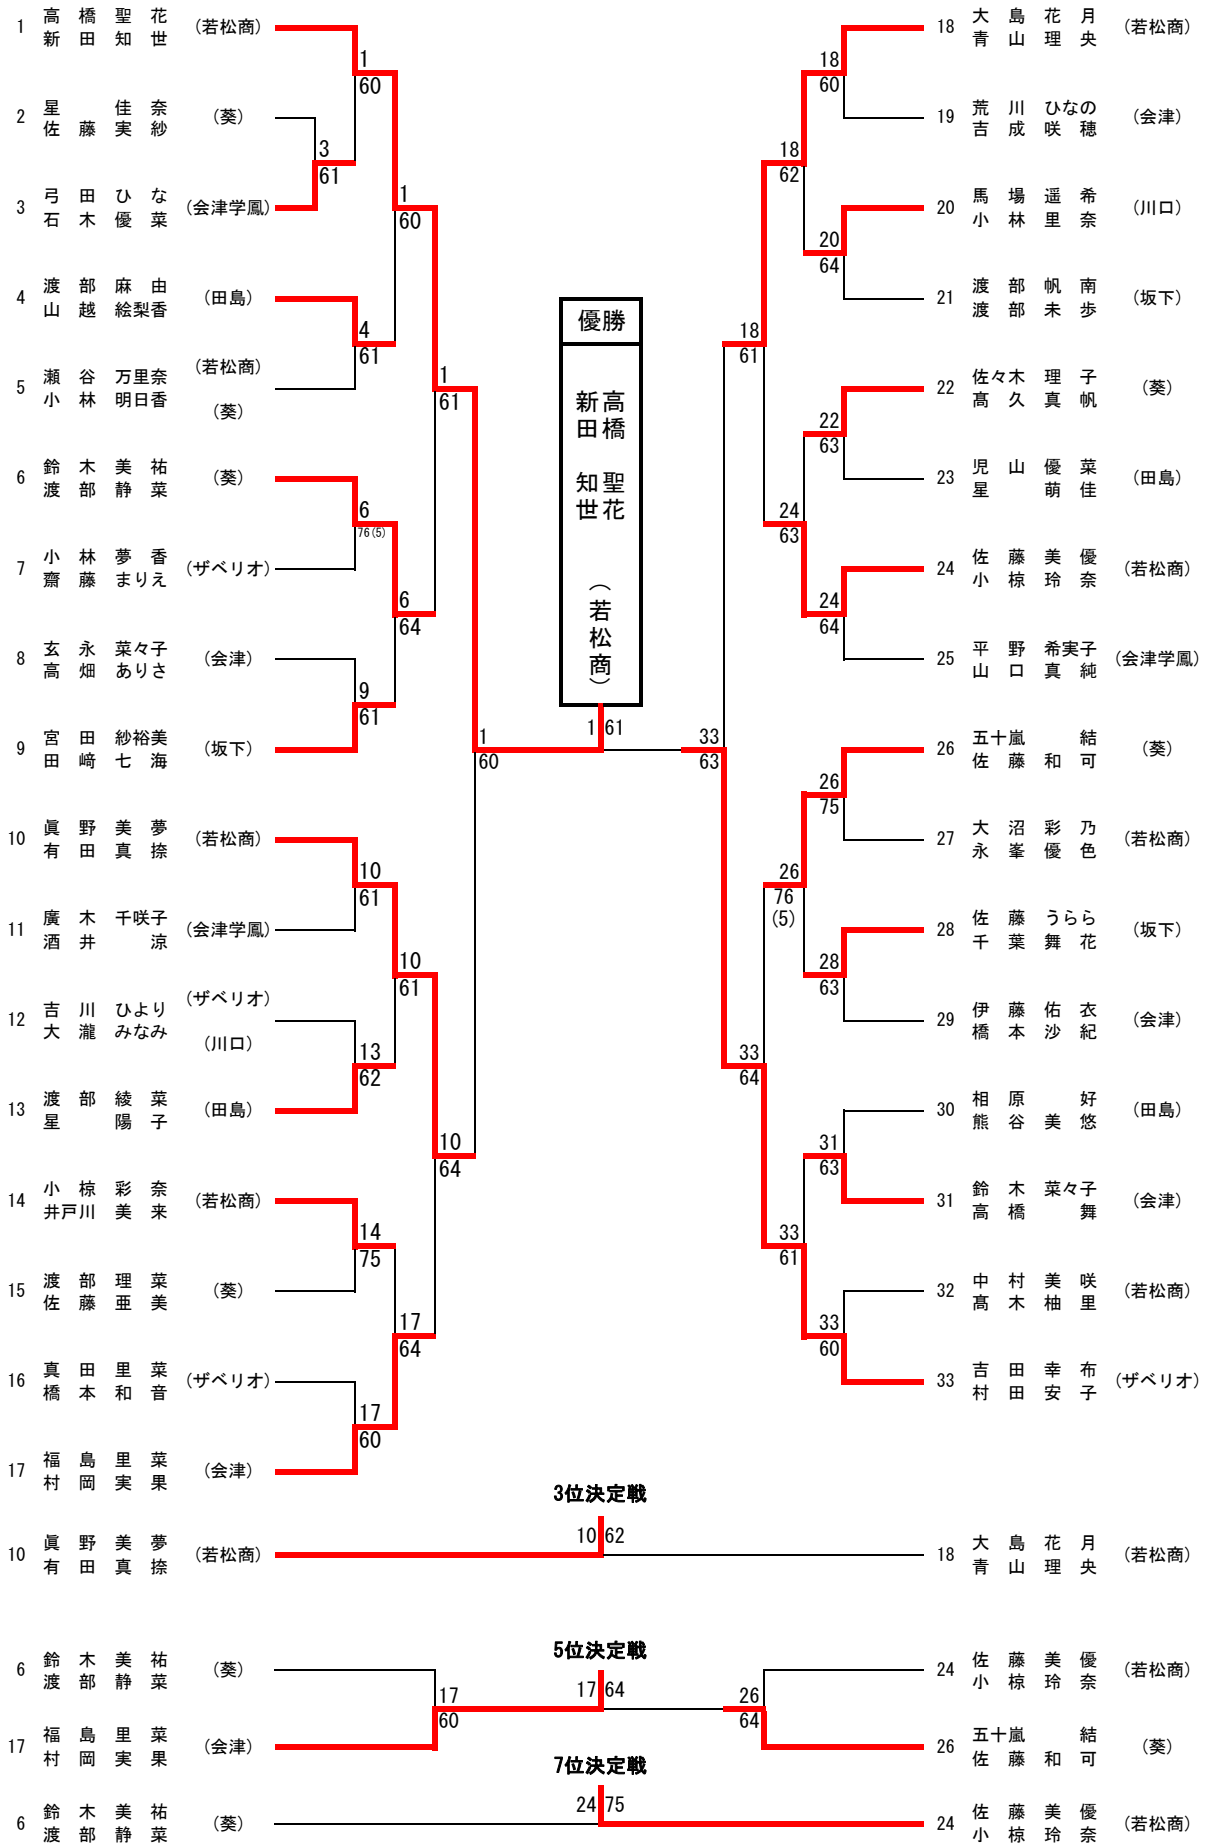 1 高橋聖花 (若松商)
新田知世
1
60
2 星佳奈 (葵)
佐藤実紗
3
61
3 弓田ひな (会津学鳳)
石木優菜
1
60
4 渡部麻由 (田島)
山越絵梨香
4
61
5 瀬谷万里奈 (若松商)
小林明日香 (葵)
1
61
6 鈴木美祐 (葵)
渡部静菜
6
76(5)
7 小林夢香 (ザベリオ)
齋藤まりえ
6
64
8 玄永菜々子 (会津)
高畑ありさ
9
61
9 宮田紗裕美 (坂下)
田﨑七海
1
60
10 眞野美夢 (若松商)
有田真捺
10
61
11 廣木千咲子 (会津学鳳)
酒井涼
10
61
12 吉川ひより (ザベリオ)
大瀧みなみ (川口)
13
62
13 渡部綾菜 (田島)
星陽子
10
64
14 小椋彩奈 (若松商)
井戸川美来
14
75
15 渡部理菜 (葵)
佐藤亜美
17
64
16 真田里菜 (ザベリオ)
橋本和音
17
60
17 福島里菜 (会津)
村岡実果
優勝
高橋 聖花
新田 知世
(若松商)
1 61
18 大島花月 (若松商)
青山理央
18
60
19 荒川ひなの (会津)
吉成咲穂
18
62
20 馬場遥希 (川口)
小林里奈
20
64
21 渡部帆南 (坂下)
渡部未歩
18
61
22 佐々木理子 (葵)
髙久真帆
22
63
23 児山優菜 (田島)
星萌佳
24
63
24 佐藤美優 (若松商)
小椋玲奈
24
64
25 平野希実子 (会津学鳳)
山口真純
33
63
26 五十嵐結 (葵)
佐藤和可
26
75
27 大沼彩乃 (若松商)
永峯優色
26
76
(5)
28 佐藤うらら (坂下)
千葉舞花
28
63
29 伊藤佑衣 (会津)
橋本沙紀
33
64
30 相原好 (田島)
熊谷美悠
31
63
31 鈴木菜々子 (会津)
高橋舞
33
61
32 中村美咲 (若松商)
髙木柚里
33
60
33 吉田幸布 (ザベリオ)
村田安子
3位決定戦
10 眞野美夢 (若松商)
有田真捺
10 62
18 大島花月 (若松商)
青山理央
5位決定戦
6 鈴木美祐 (葵)
渡部静菜
17
60
17 福島里菜 (会津)
村岡実果
17 64
24 佐藤美優 (若松商)
小椋玲奈
26
64
26 五十嵐結 (葵)
佐藤和可
7位決定戦
6 鈴木美祐 (葵)
渡部静菜
24 75
24 佐藤美優 (若松商)
小椋玲奈